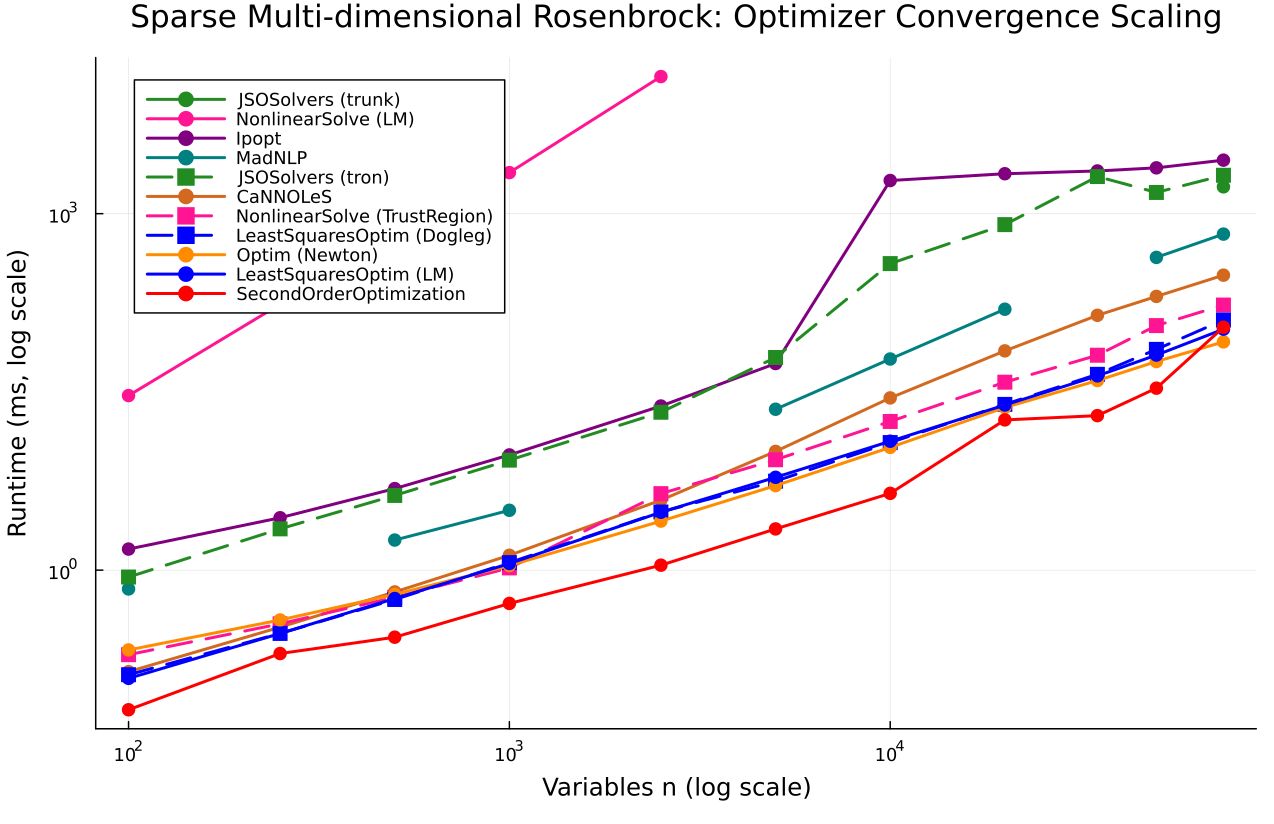 Sparse Multi-dimensional Rosenbrock: Optimizer Convergence Scaling
JSOSolvers (trunk)
NonlinearSolve (LM)
Ipopt
MadNLP
JSOSolvers (tron)
CaNNOLeS
NonlinearSolve (TrustRegion)
LeastSquaresOptim (Dogleg)
Optim (Newton)
LeastSquaresOptim (LM)
SecondOrderOptimization
Runtime (ms, log scale)
10³
10⁰
10² 10³ 10⁴
Variables n (log scale)